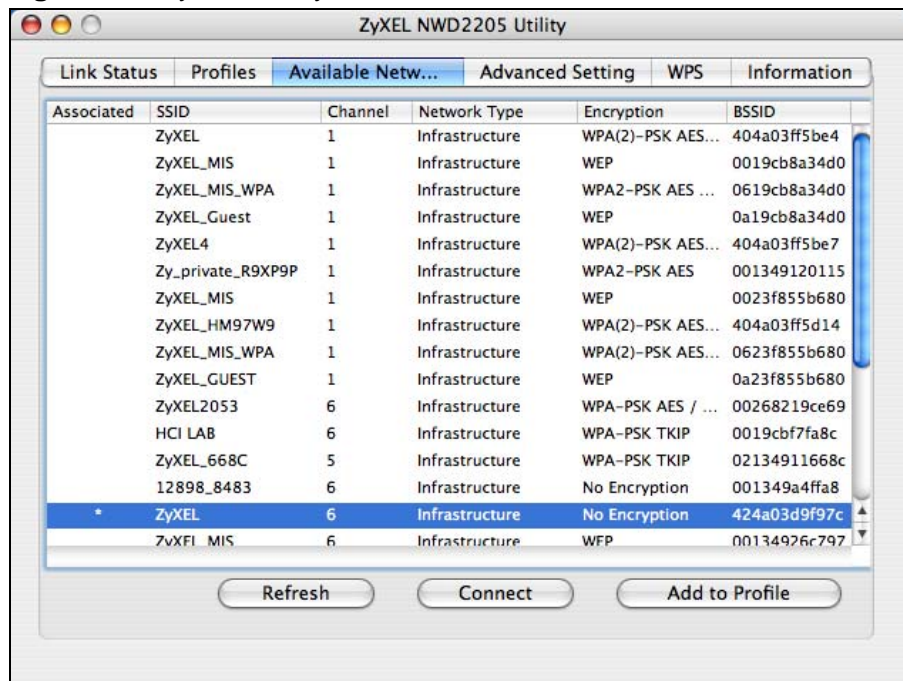 ZyXEL NWD2205 Utility
Link Status Profiles Available Netw... Advanced Setting WPS Information
Associated SSID Channel Network Type Encryption BSSID
ZyXEL 1 Infrastructure WPA(2)-PSK AES... 404a03ff5be4
ZyXEL_MIS 1 Infrastructure WEP 0019cb8a34d0
ZyXEL_MIS_WPA 1 Infrastructure WPA2-PSK AES ... 0619cb8a34d0
ZyXEL_Guest 1 Infrastructure WEP 0a19cb8a34d0
ZyXEL4 1 Infrastructure WPA(2)-PSK AES... 404a03ff5be7
Zy_private_R9XP9P 1 Infrastructure WPA2-PSK AES 001349120115
ZyXEL_MIS 1 Infrastructure WEP 0023f855b680
ZyXEL_HM97W9 1 Infrastructure WPA(2)-PSK AES... 404a03ff5d14
ZyXEL_MIS_WPA 1 Infrastructure WPA(2)-PSK AES... 0623f855b680
ZyXEL_GUEST 1 Infrastructure WEP 0a23f855b680
ZyXEL2053 6 Infrastructure WPA-PSK AES / ... 00268219ce69
HCI LAB 6 Infrastructure WPA-PSK TKIP 0019cbf7fa8c
ZyXEL_668C 5 Infrastructure WPA-PSK TKIP 02134911668c
12898_8483 6 Infrastructure No Encryption 001349a4ffa8
* ZyXEL 6 Infrastructure No Encryption 424a03d9f97c
ZyXEL_MIS 6 Infrastructure WEP 00134926c797
Refresh Connect Add to Profile